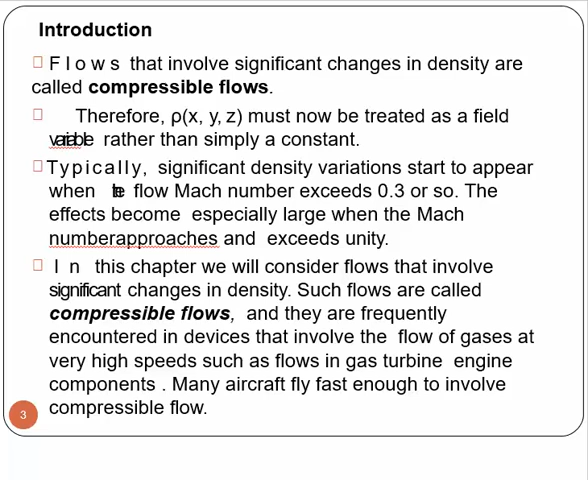 Introduction
Flows that involve significant changes in density are
called compressible flows.
Therefore, ρ(x, y, z) must now be treated as a field
variable rather than simply a constant.
Typically, significant density variations start to appear
when the flow Mach number exceeds 0.3 or so. The
effects become especially large when the Mach
numberapproaches and exceeds unity.
In this chapter we will consider flows that involve
significant changes in density. Such flows are called
compressible flows, and they are frequently
encountered in devices that involve the flow of gases at
very high speeds such as flows in gas turbine engine
components . Many aircraft fly fast enough to involve
compressible flow.
3